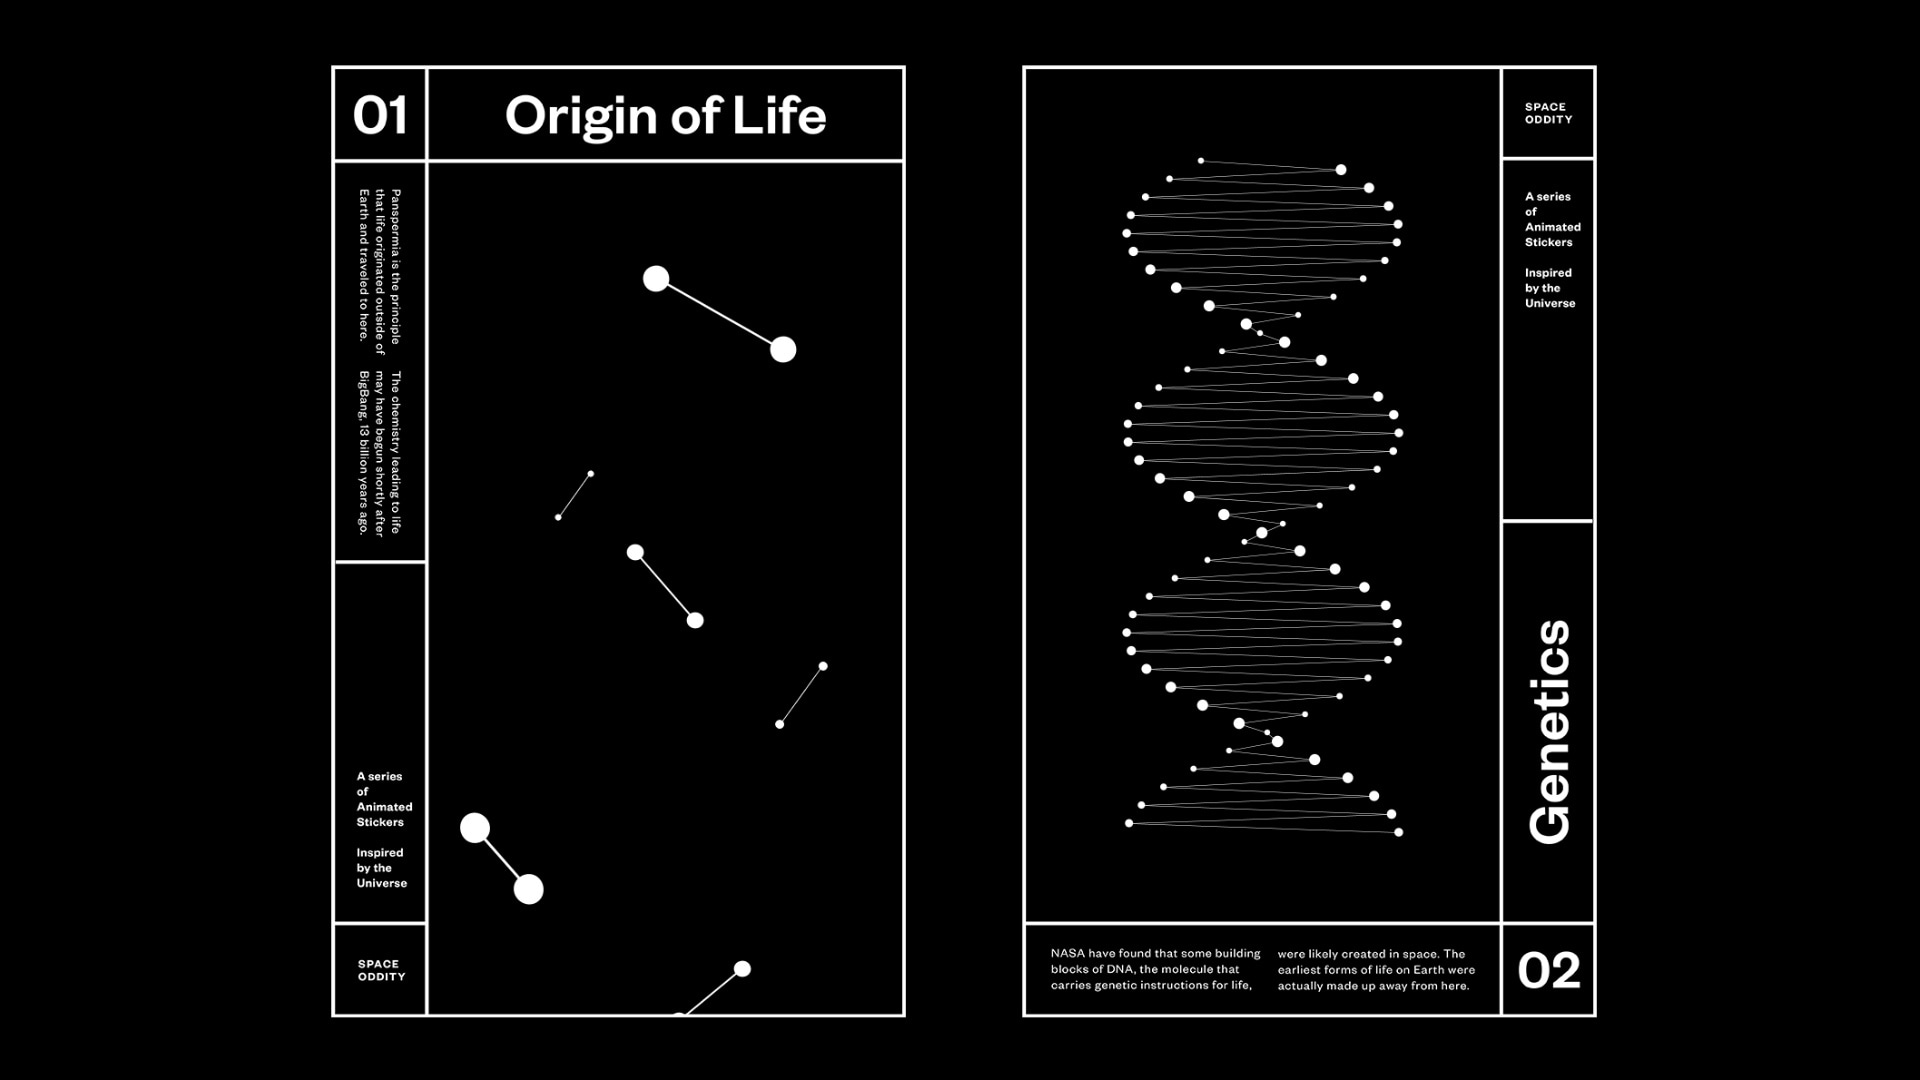 01
Origin of Life
Panspermia is the principle
that life originated outside of
Earth and traveled to here.
The chemistry leading to life
may have begun shortly after
BigBang, 13 billion years ago.
A series
of
Animated
Stickers
Inspired
by the
Universe
SPACE
ODDITY
SPACE
ODDITY
A series
of
Animated
Stickers
Inspired
by the
Universe
Genetics
NASA have found that some building
blocks of DNA, the molecule that
carries genetic instructions for life,
were likely created in space. The
earliest forms of life on Earth were
actually made up away from here.
02